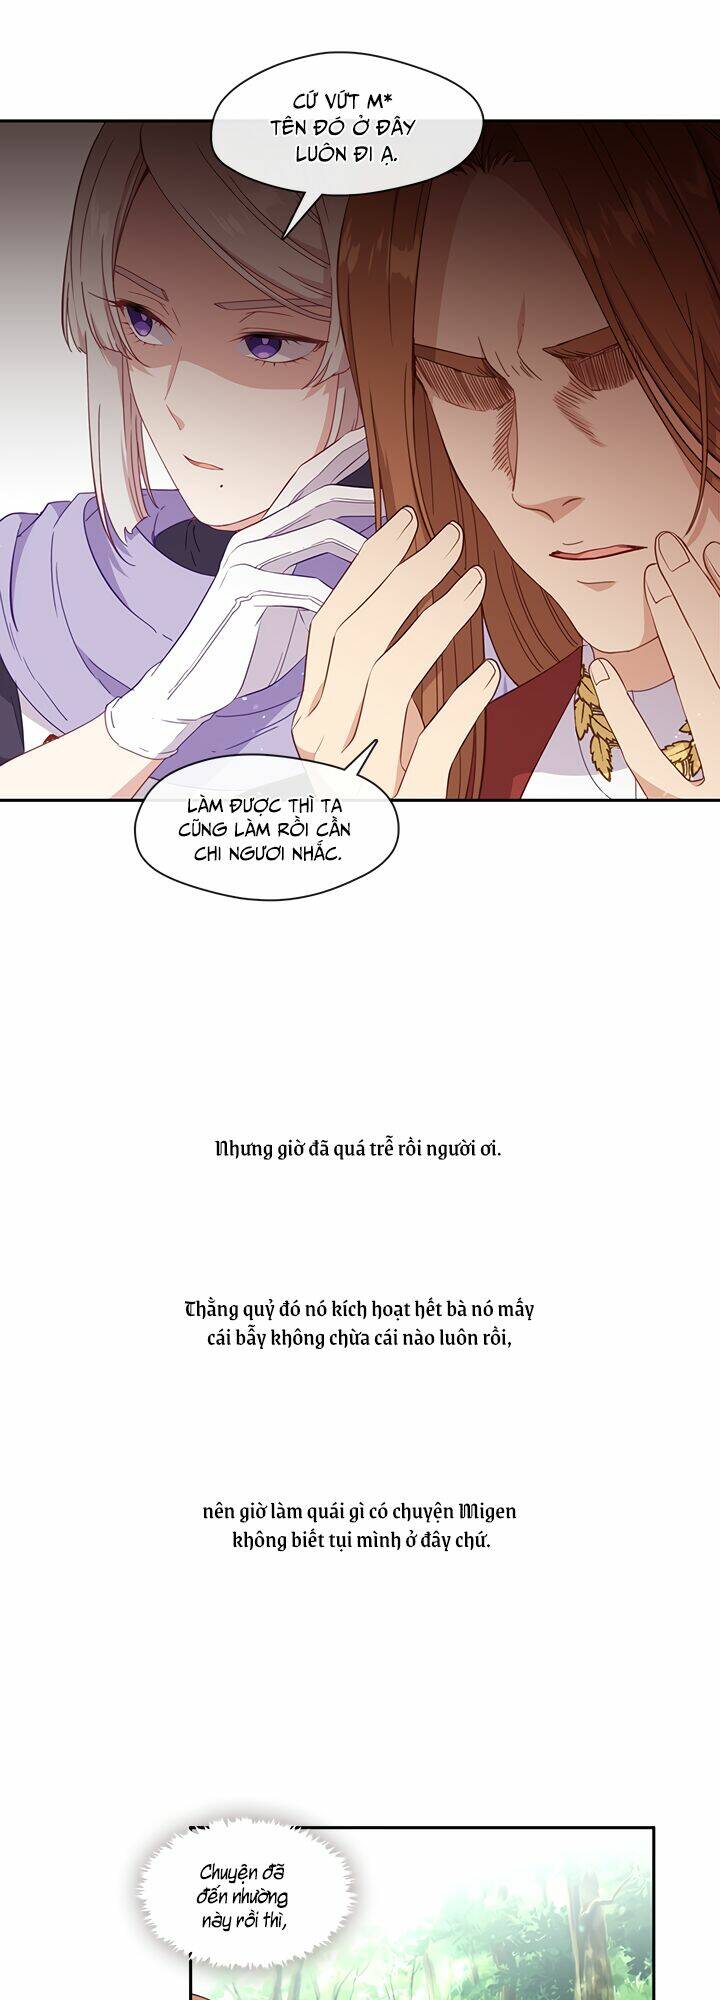 CỨ VỨT M*
TÊN ĐÓ Ở ĐÂY
LUÔN ĐI Ạ.
LÀM ĐƯỢC THÌ TA
CŨNG LÀM RỒI CẦN
CHI NGƯƠI NHẮC.
Nhưng giờ đã quá trễ rồi người ơi.
Thằng quỷ đó nó kích hoạt hết bà nó mấy
cái bẫy không chừa cái nào luôn rồi,
nên giờ làm quái gì có chuyện Migen
không biết tụi mình ở đây chứ.
Chuyện đã
đến nhường
này rồi thì,